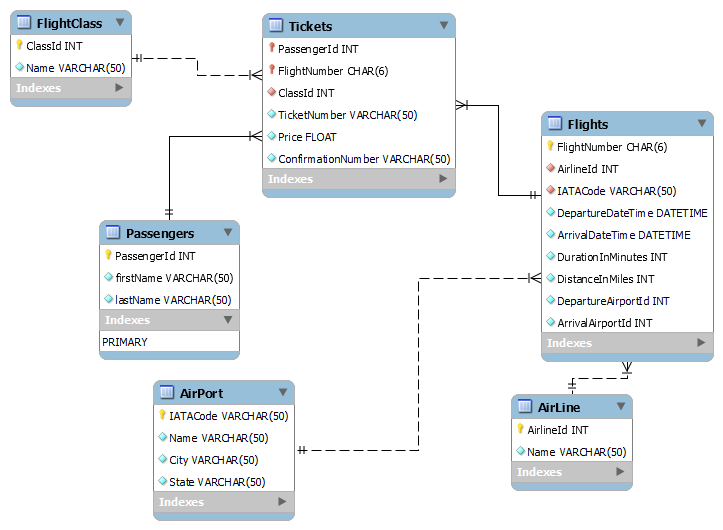 FlightClass
ClassId INT
Name VARCHAR(50)
Indexes
Tickets
PassengerId INT
FlightNumber CHAR(6)
ClassId INT
TicketNumber VARCHAR(50)
Price FLOAT
ConfirmationNumber VARCHAR(50)
Indexes
Flights
FlightNumber CHAR(6)
AirlineId INT
IATACode VARCHAR(50)
DepartureDateTime DATETIME
ArrivalDateTime DATETIME
DurationInMinutes INT
DistanceInMiles INT
DepartureAirportId INT
ArrivalAirportId INT
Indexes
Passengers
PassengerId INT
firstName VARCHAR(50)
lastName VARCHAR(50)
Indexes
PRIMARY
AirPort
IATACode VARCHAR(50)
Name VARCHAR(50)
City VARCHAR(50)
State VARCHAR(50)
Indexes
AirLine
AirlineId INT
Name VARCHAR(50)
Indexes